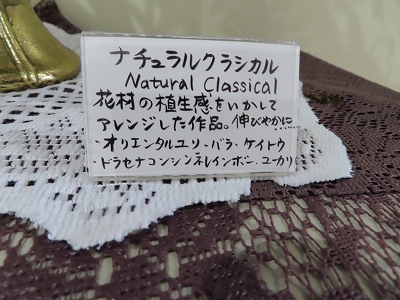 ナチュラルクラシカル
Natural Classical
花材の植生感をいかして
アレンジした作品。伸びやかに……
・オリエンタルユリ・バラ・ケイトウ
・ドラセナコンシンネレインボー・ユーカリ